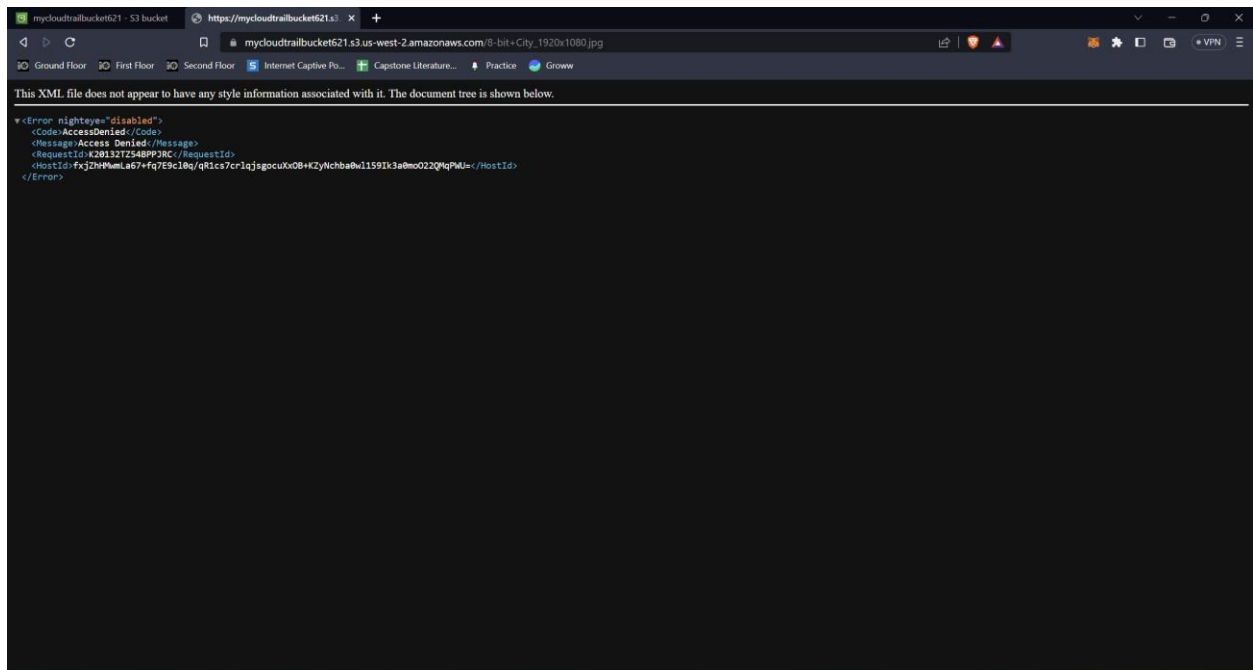 mycloudtrailbucket621 - S3 bucket
https://mycloudtrailbucket621.s3
mycloudtrailbucket621.s3.us-west-2.amazonaws.com/8-bit+City_1920x1080.jpg
VPN
Ground Floor First Floor Second Floor Internet Captive Po... Capstone Literature... Practice Groww
This XML file does not appear to have any style information associated with it. The document tree is shown below.
▼<Error nighteye="disabled">
<Code>AccessDenied</Code>
<Message>Access Denied</Message>
<RequestId>K20132TZ54BPPJRC</RequestId>
<HostId>fxjZhHMwmLa67+fq7E9cl0q/qR1cs7crlqjsgocuXxOB+KZyNchba0wl159Ik3a0moO22QMqPWU=</HostId>
</Error>